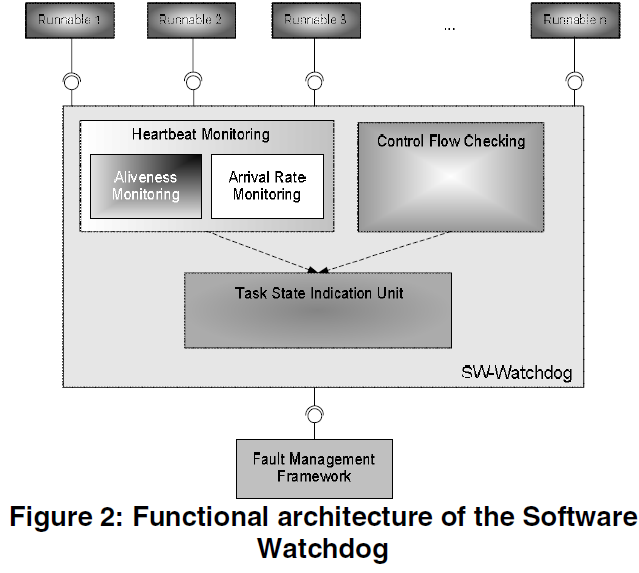 Runnable 1
Runnable 2
Runnable 3
...
Runnable n
Heartbeat Monitoring
Aliveness
Monitoring
Arrival Rate
Monitoring
Control Flow Checking
Task State Indication Unit
SW-Watchdog
Fault Management
Framework
Figure 2: Functional architecture of the Software
Watchdog